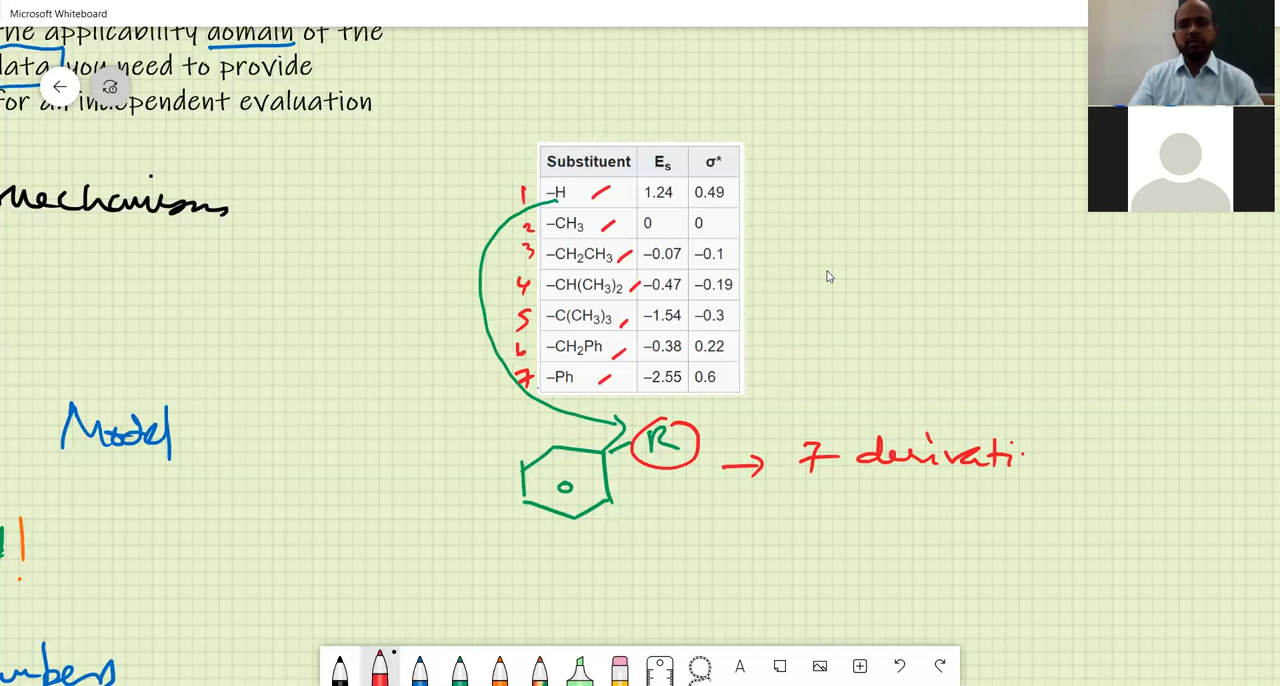 Microsoft Whiteboard
the applicability domain of the
data, you need to provide
for an independent evaluation
mechanisms
Substituent Es σ*
1 –H 1.24 0.49
2 –CH3 0 0
3 –CH2CH3 –0.07 –0.1
4 –CH(CH3)2 –0.47 –0.19
5 –C(CH3)3 –1.54 –0.3
6 –CH2Ph –0.38 0.22
7 –Ph –2.55 0.6
Model
R → 7 derivati
!
umbers
A